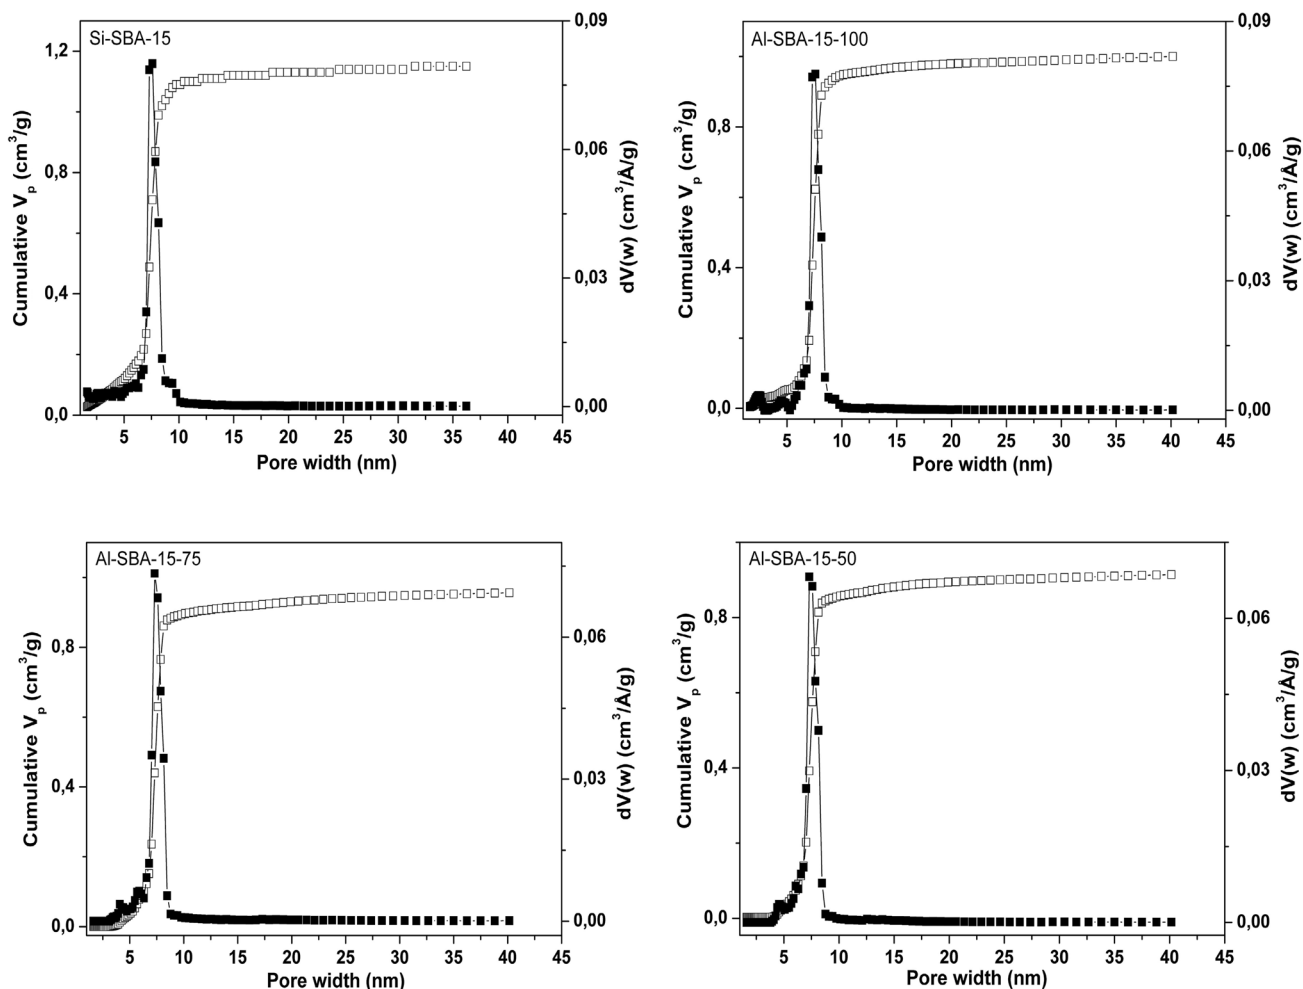 Si-SBA-15
Cumulative V_p (cm³/g)
1,2
0,8
0,4
0,0
0,09
0,06
0,03
0,00
dV(w) (cm³/Å/g)
5 10 15 20 25 30 35 40 45
Pore width (nm)
Al-SBA-15-100
Cumulative V_p (cm³/g)
0,8
0,4
0,0
0,09
0,06
0,03
0,00
dV(w) (cm³/Å/g)
5 10 15 20 25 30 35 40 45
Pore width (nm)
Al-SBA-15-75
Cumulative V_p (cm³/g)
0,8
0,4
0,0
0,06
0,03
0,00
dV(w) (cm³/Å/g)
5 10 15 20 25 30 35 40 45
Pore width (nm)
Al-SBA-15-50
Cumulative V_p (cm³/g)
0,8
0,4
0,0
0,06
0,03
0,00
dV(w) (cm³/Å/g)
5 10 15 20 25 30 35 40 45
Pore width (nm)